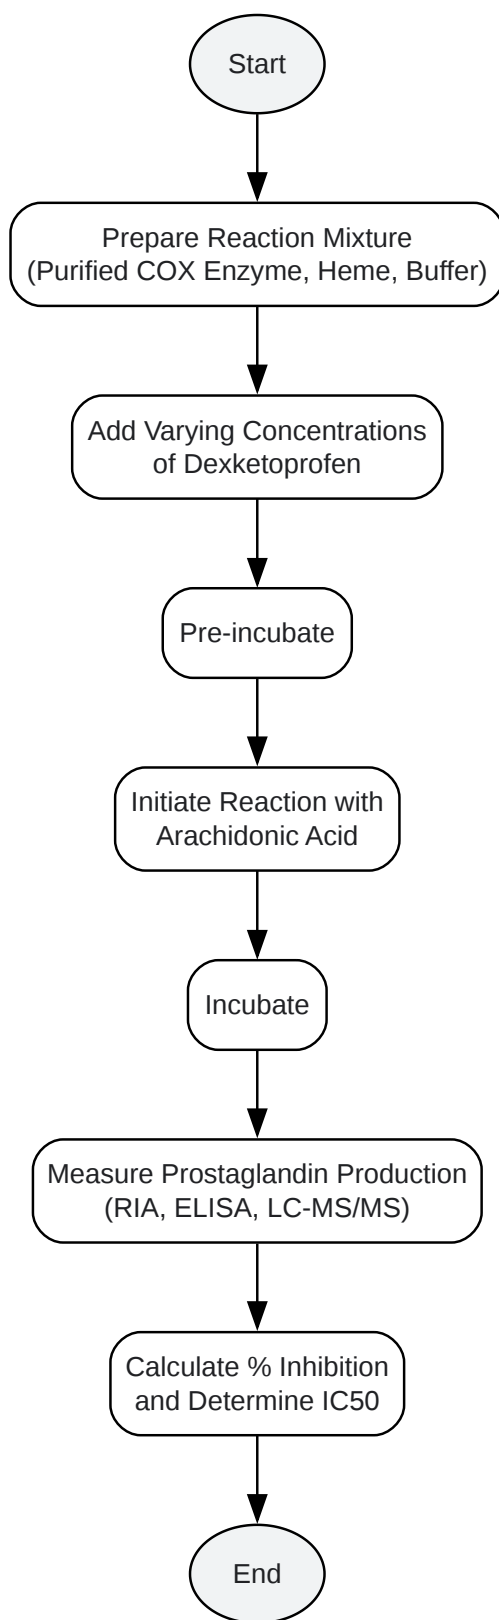 Start
Prepare Reaction Mixture
(Purified COX Enzyme, Heme, Buffer)
Add Varying Concentrations
of Dexketoprofen
Pre-incubate
Initiate Reaction with
Arachidonic Acid
Incubate
Measure Prostaglandin Production
(RIA, ELISA, LC-MS/MS)
Calculate % Inhibition
and Determine IC50
End